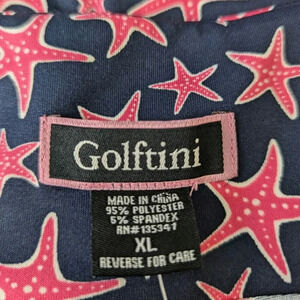 Golftini
MADE IN CHINA
95% POLYESTER
5% SPANDEX
RN#135347
XL
REVERSE FOR CARE